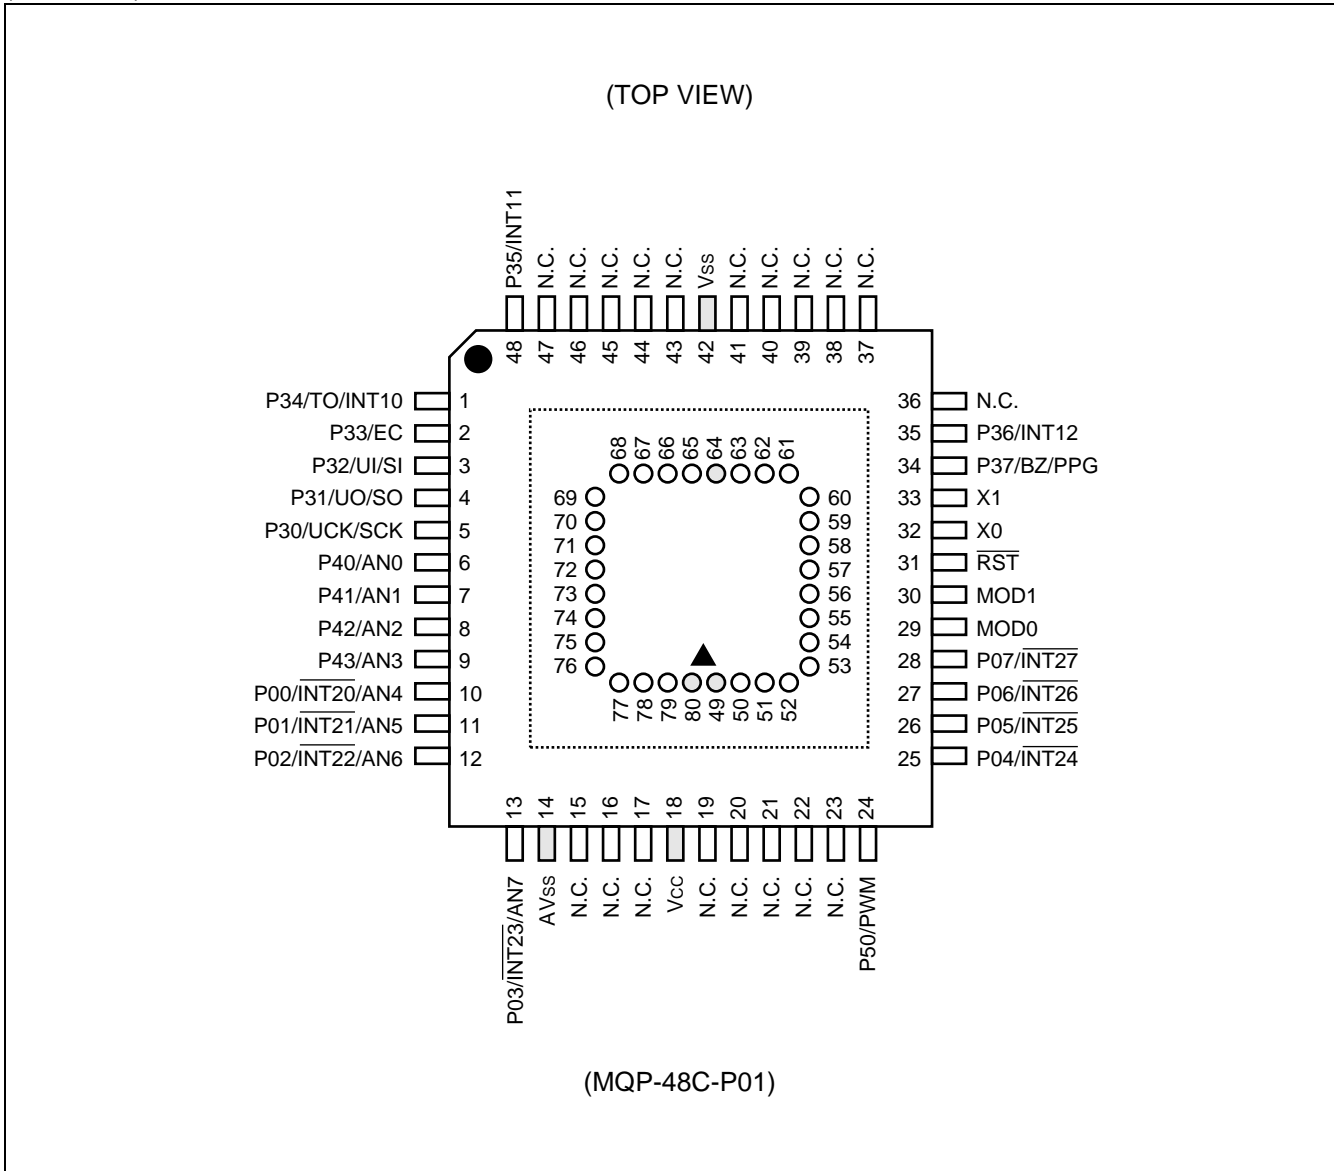 (TOP VIEW)
P35/INT11
N.C.
N.C.
N.C.
N.C.
N.C.
Vss
N.C.
N.C.
N.C.
N.C.
N.C.
48 47 46 45 44 43 42 41 40 39 38 37
P34/TO/INT10 1
P33/EC 2
P32/UI/SI 3
P31/UO/SO 4
P30/UCK/SCK 5
P40/AN0 6
P41/AN1 7
P42/AN2 8
P43/AN3 9
P00/INT20/AN4 10
P01/INT21/AN5 11
P02/INT22/AN6 12
68 67 66 65 64 63 62 61
69
70
71
72
73
74
75
76
60
59
58
57
56
55
54
53
77 78 79 80 49 50 51 52
36 N.C.
35 P36/INT12
34 P37/BZ/PPG
33 X1
32 X0
31 RST
30 MOD1
29 MOD0
28 P07/INT27
27 P06/INT26
26 P05/INT25
25 P04/INT24
13 14 15 16 17 18 19 20 21 22 23 24
P03/INT23/AN7
AVss
N.C.
N.C.
N.C.
Vcc
N.C.
N.C.
N.C.
N.C.
N.C.
P50/PWM
(MQP-48C-P01)